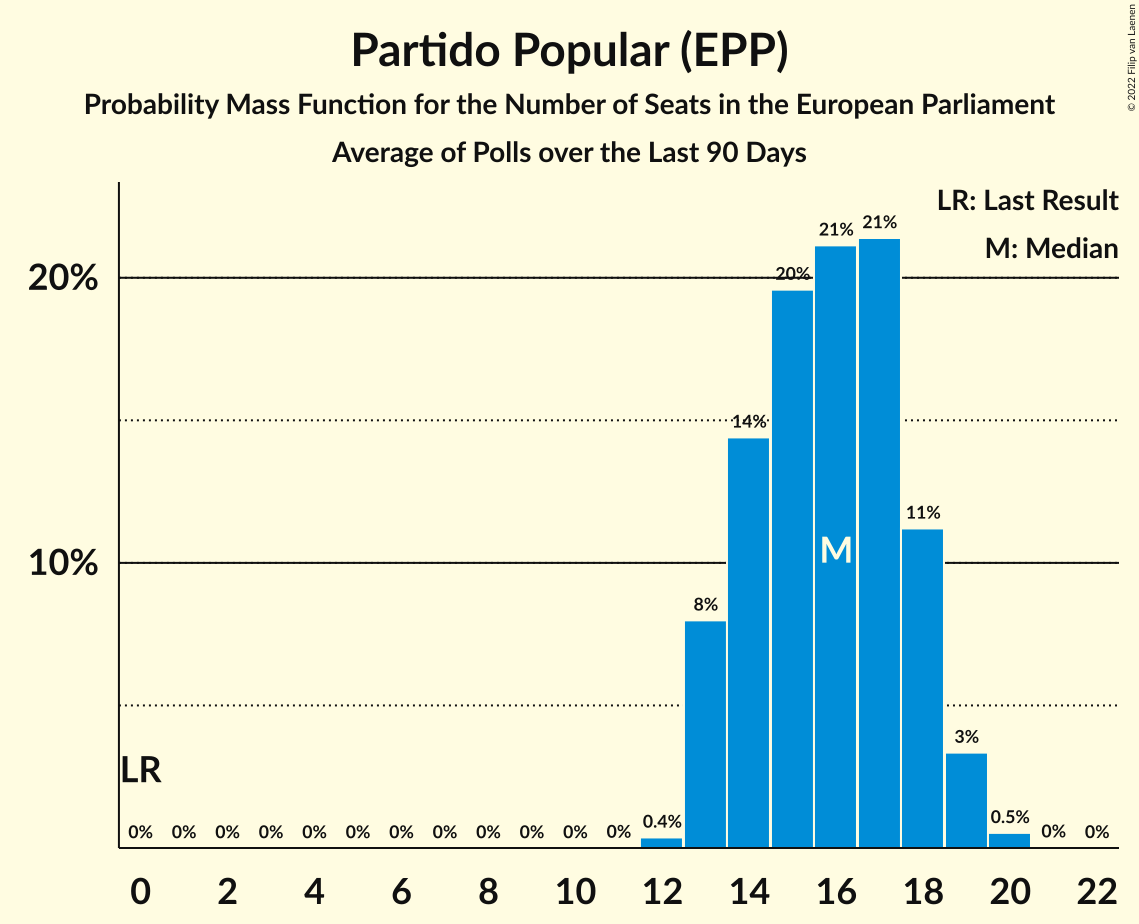 Partido Popular (EPP)
Probability Mass Function for the Number of Seats in the European Parliament
Average of Polls over the Last 90 Days
© 2022 Filip van Laenen
LR: Last Result
M: Median
20%
10%
21%
21%
20%
14%
11%
8%
3%
0.4%
0.5%
M
LR
0% 0% 0% 0% 0% 0% 0% 0% 0% 0% 0% 0% 0% 0%
0 2 4 6 8 10 12 14 16 18 20 22